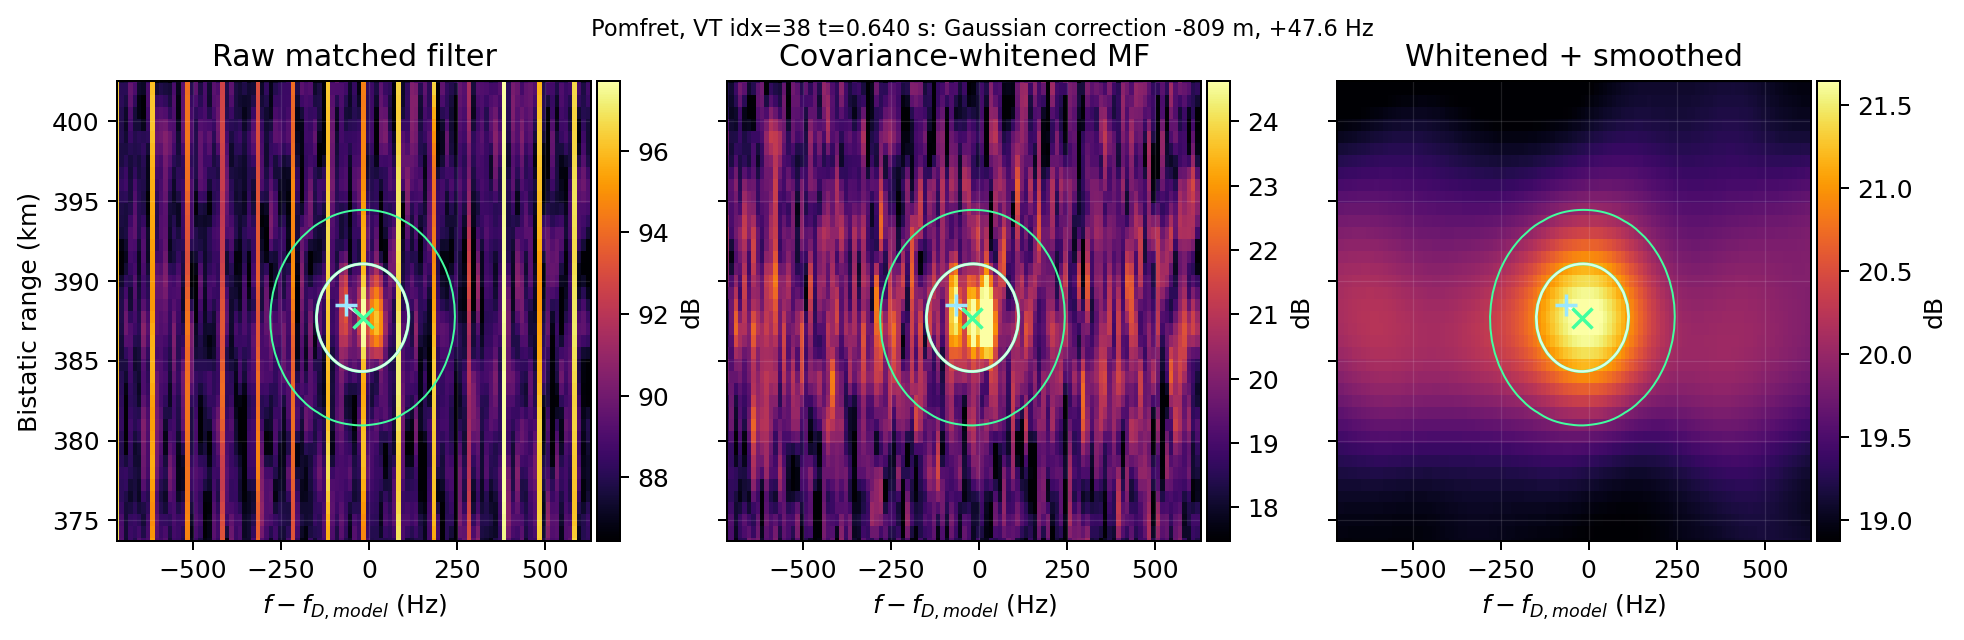 Pomfret, VT idx=38 t=0.640 s: Gaussian correction -809 m, +47.6 Hz
Raw matched filter
Covariance-whitened MF
Whitened + smoothed
Bistatic range (km)
400
395
390
385
380
375
−500 −250 0 250 500
f − f_{D, model} (Hz)
96
94
92
90
88
dB
−500 −250 0 250 500
f − f_{D, model} (Hz)
24
23
22
21
20
19
18
dB
−500 −250 0 250 500
f − f_{D, model} (Hz)
21.5
21.0
20.5
20.0
19.5
19.0
dB